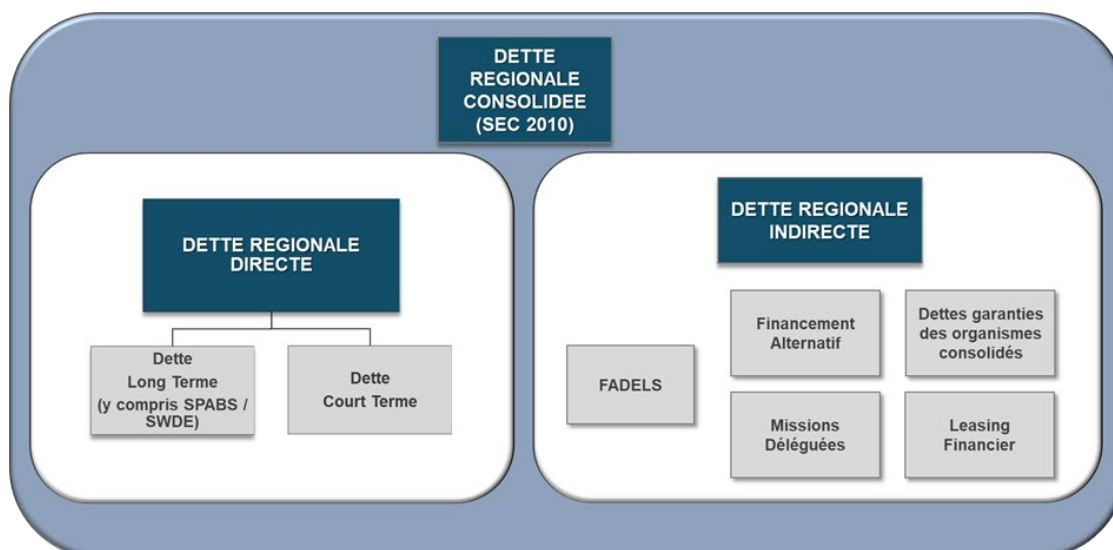 DETTE
REGIONALE
CONSOLIDEE
(SEC 2010)
DETTE REGIONALE
DIRECTE
Dette
Long Terme
(y compris SPABS /
SWDE)
Dette
Court Terme
DETTE REGIONALE
INDIRECTE
FADELS
Financement
Alternatif
Dettes garanties
des organismes
consolidés
Missions
Déléguées
Leasing
Financier